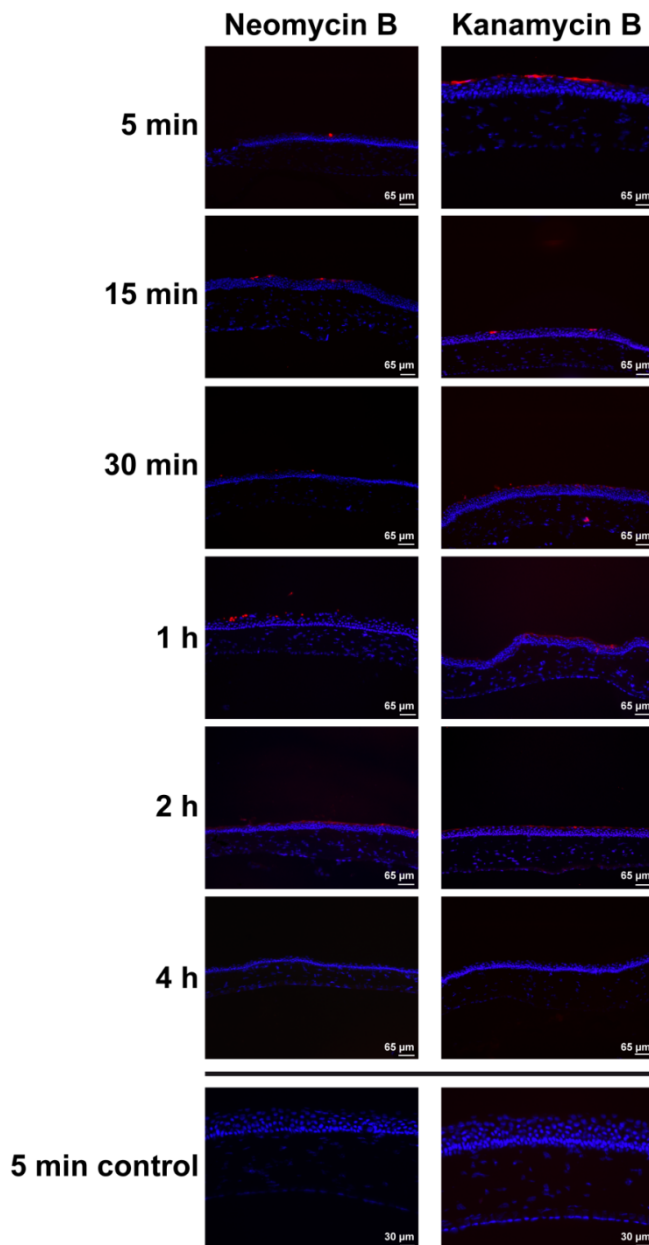 Neomycin B Kanamycin B
5 min
65 µm 65 µm
15 min
65 µm 65 µm
30 min
65 µm 65 µm
1 h
65 µm 65 µm
2 h
65 µm 65 µm
4 h
65 µm 65 µm
5 min control
30 µm 30 µm